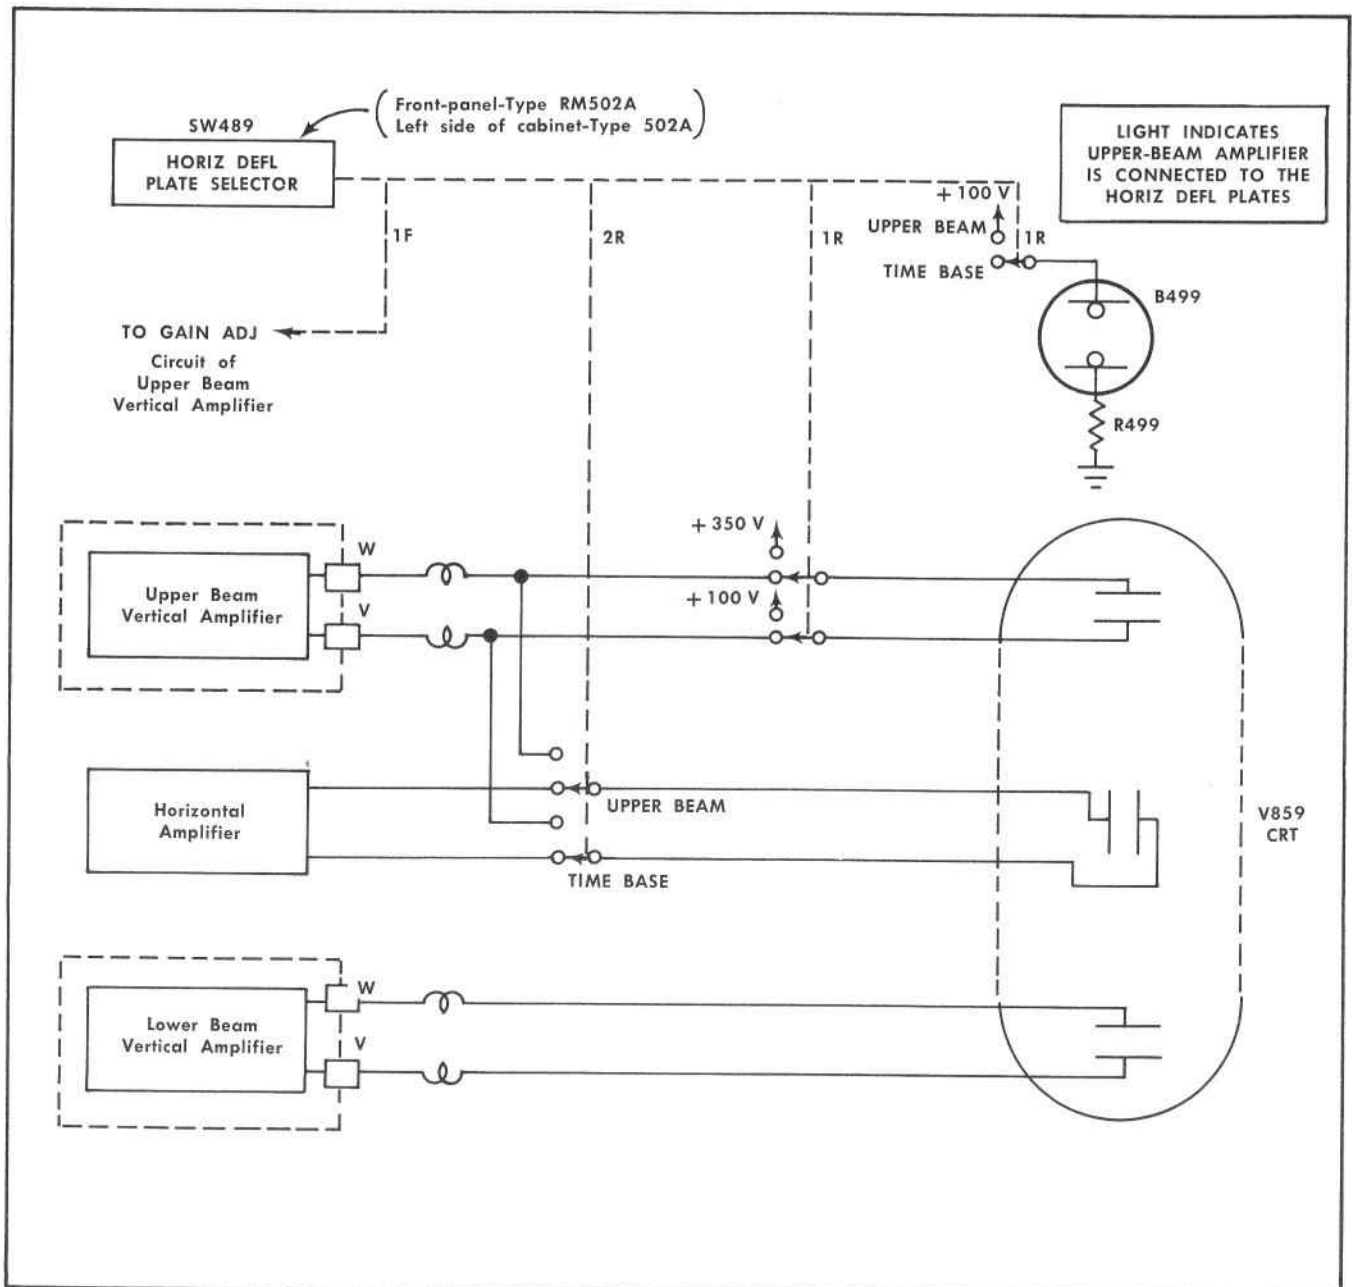 Front-panel-Type RM502A
Left side of cabinet-Type 502A
SW489
HORIZ DEFL
PLATE SELECTOR
LIGHT INDICATES
UPPER-BEAM AMPLIFIER
IS CONNECTED TO THE
HORIZ DEFL PLATES
+100 V
1F
2R
1R
UPPER BEAM
1R
TIME BASE
B499
TO GAIN ADJ
Circuit of
Upper Beam
Vertical Amplifier
R499
+350 V
W
Upper Beam
Vertical Amplifier
V
+100 V
Horizontal
Amplifier
UPPER BEAM
TIME BASE
V859
CRT
W
Lower Beam
Vertical Amplifier
V